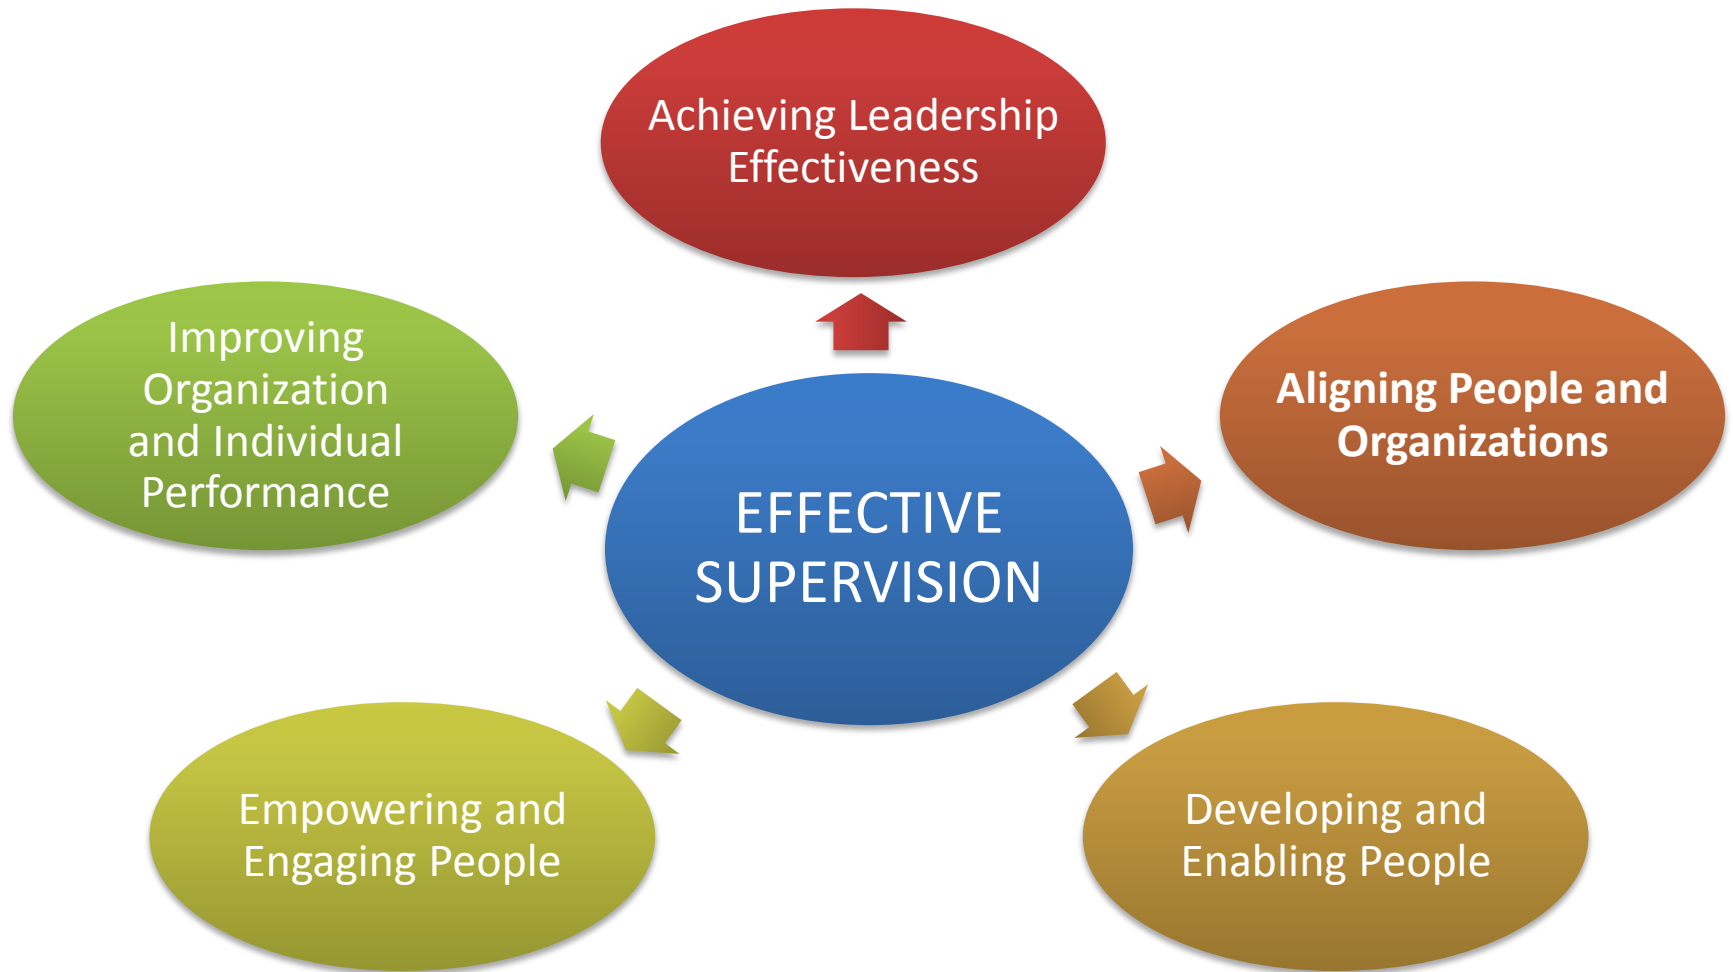 Achieving Leadership
Effectiveness
Improving
Organization
and Individual
Performance
Aligning People and
Organizations
EFFECTIVE
SUPERVISION
Empowering and
Engaging People
Developing and
Enabling People